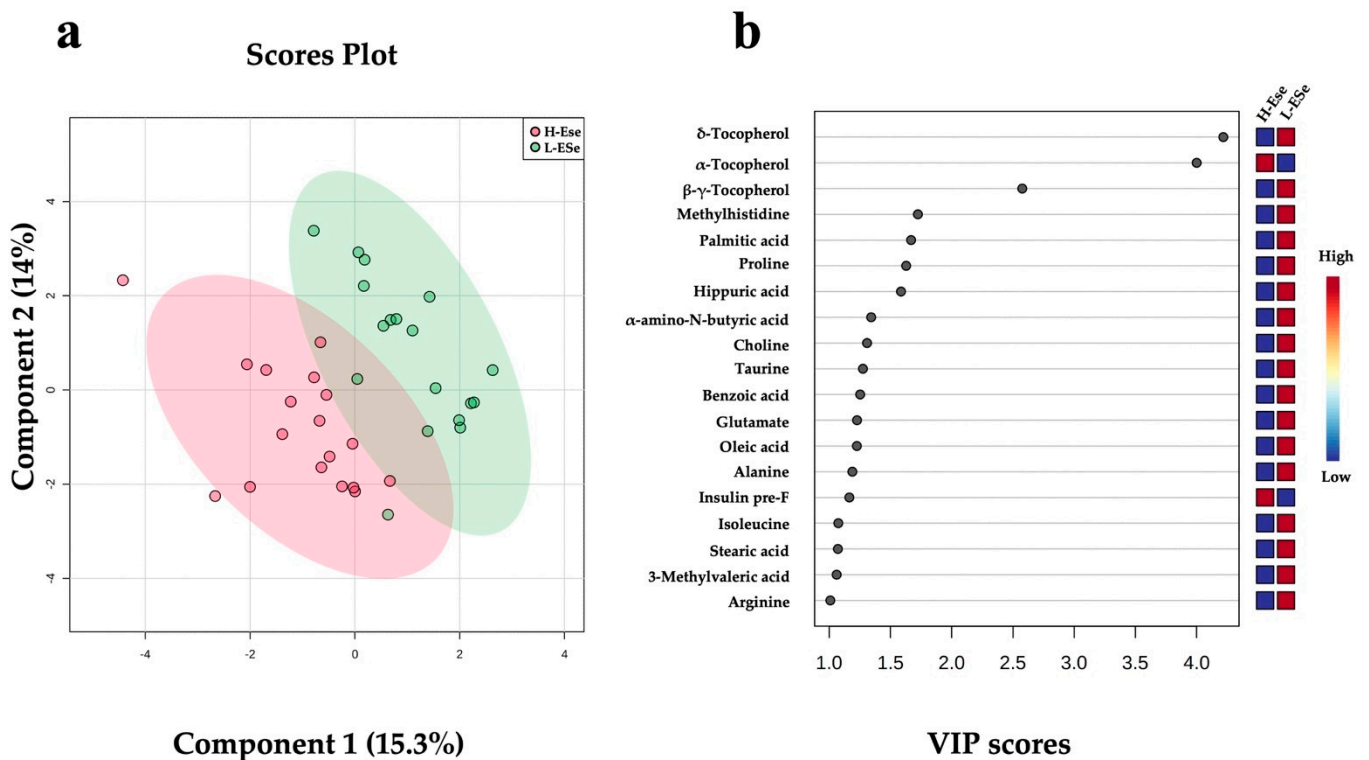 a
Scores Plot
H-Ese
L-ESe
Component 2 (14%)
4
2
0
-2
-4
-4
-2
0
2
4
Component 1 (15.3%)
b
H-Ese
L-ESe
δ-Tocopherol
α-Tocopherol
β-γ-Tocopherol
Methylhistidine
Palmitic acid
Proline
Hippuric acid
α-amino-N-butyric acid
Choline
Taurine
Benzoic acid
Glutamate
Oleic acid
Alanine
Insulin pre-F
Isoleucine
Stearic acid
3-Methylvaleric acid
Arginine
1.0
1.5
2.0
2.5
3.0
3.5
4.0
VIP scores
High
Low